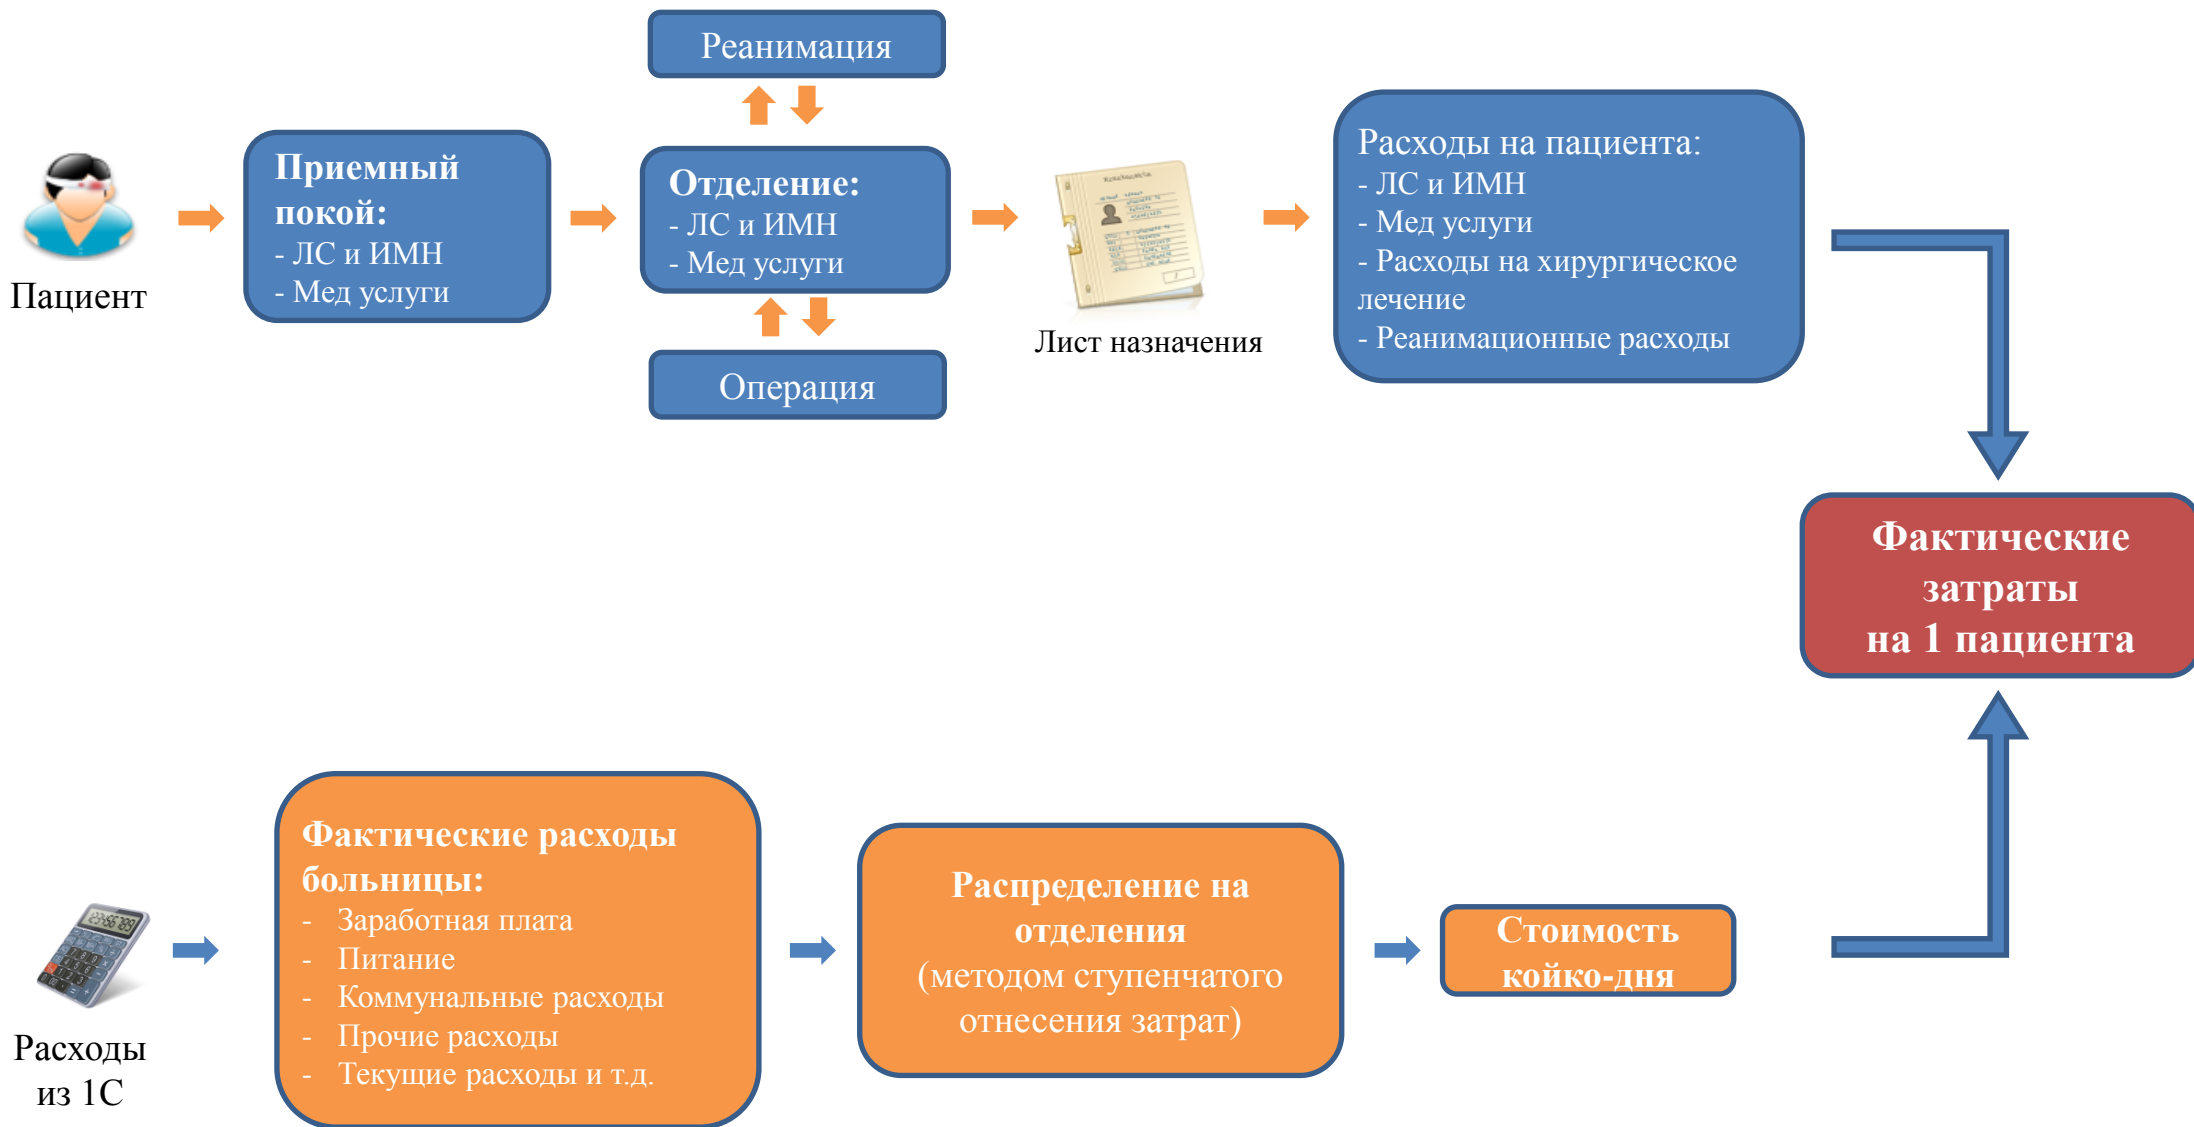 Реанимация
Пациент
Приемный
покой:
- ЛС и ИМН
- Мед услуги
Отделение:
- ЛС и ИМН
- Мед услуги
Операция
Лист назначения
Расходы на пациента:
- ЛС и ИМН
- Мед услуги
- Расходы на хирургическое
лечение
- Реанимационные расходы
Фактические
затраты
на 1 пациента
Расходы
из 1С
Фактические расходы
больницы:
- Заработная плата
- Питание
- Коммунальные расходы
- Прочие расходы
- Текущие расходы и т.д.
Распределение на
отделения
(методом ступенчатого
отнесения затрат)
Стоимость
койко-дня